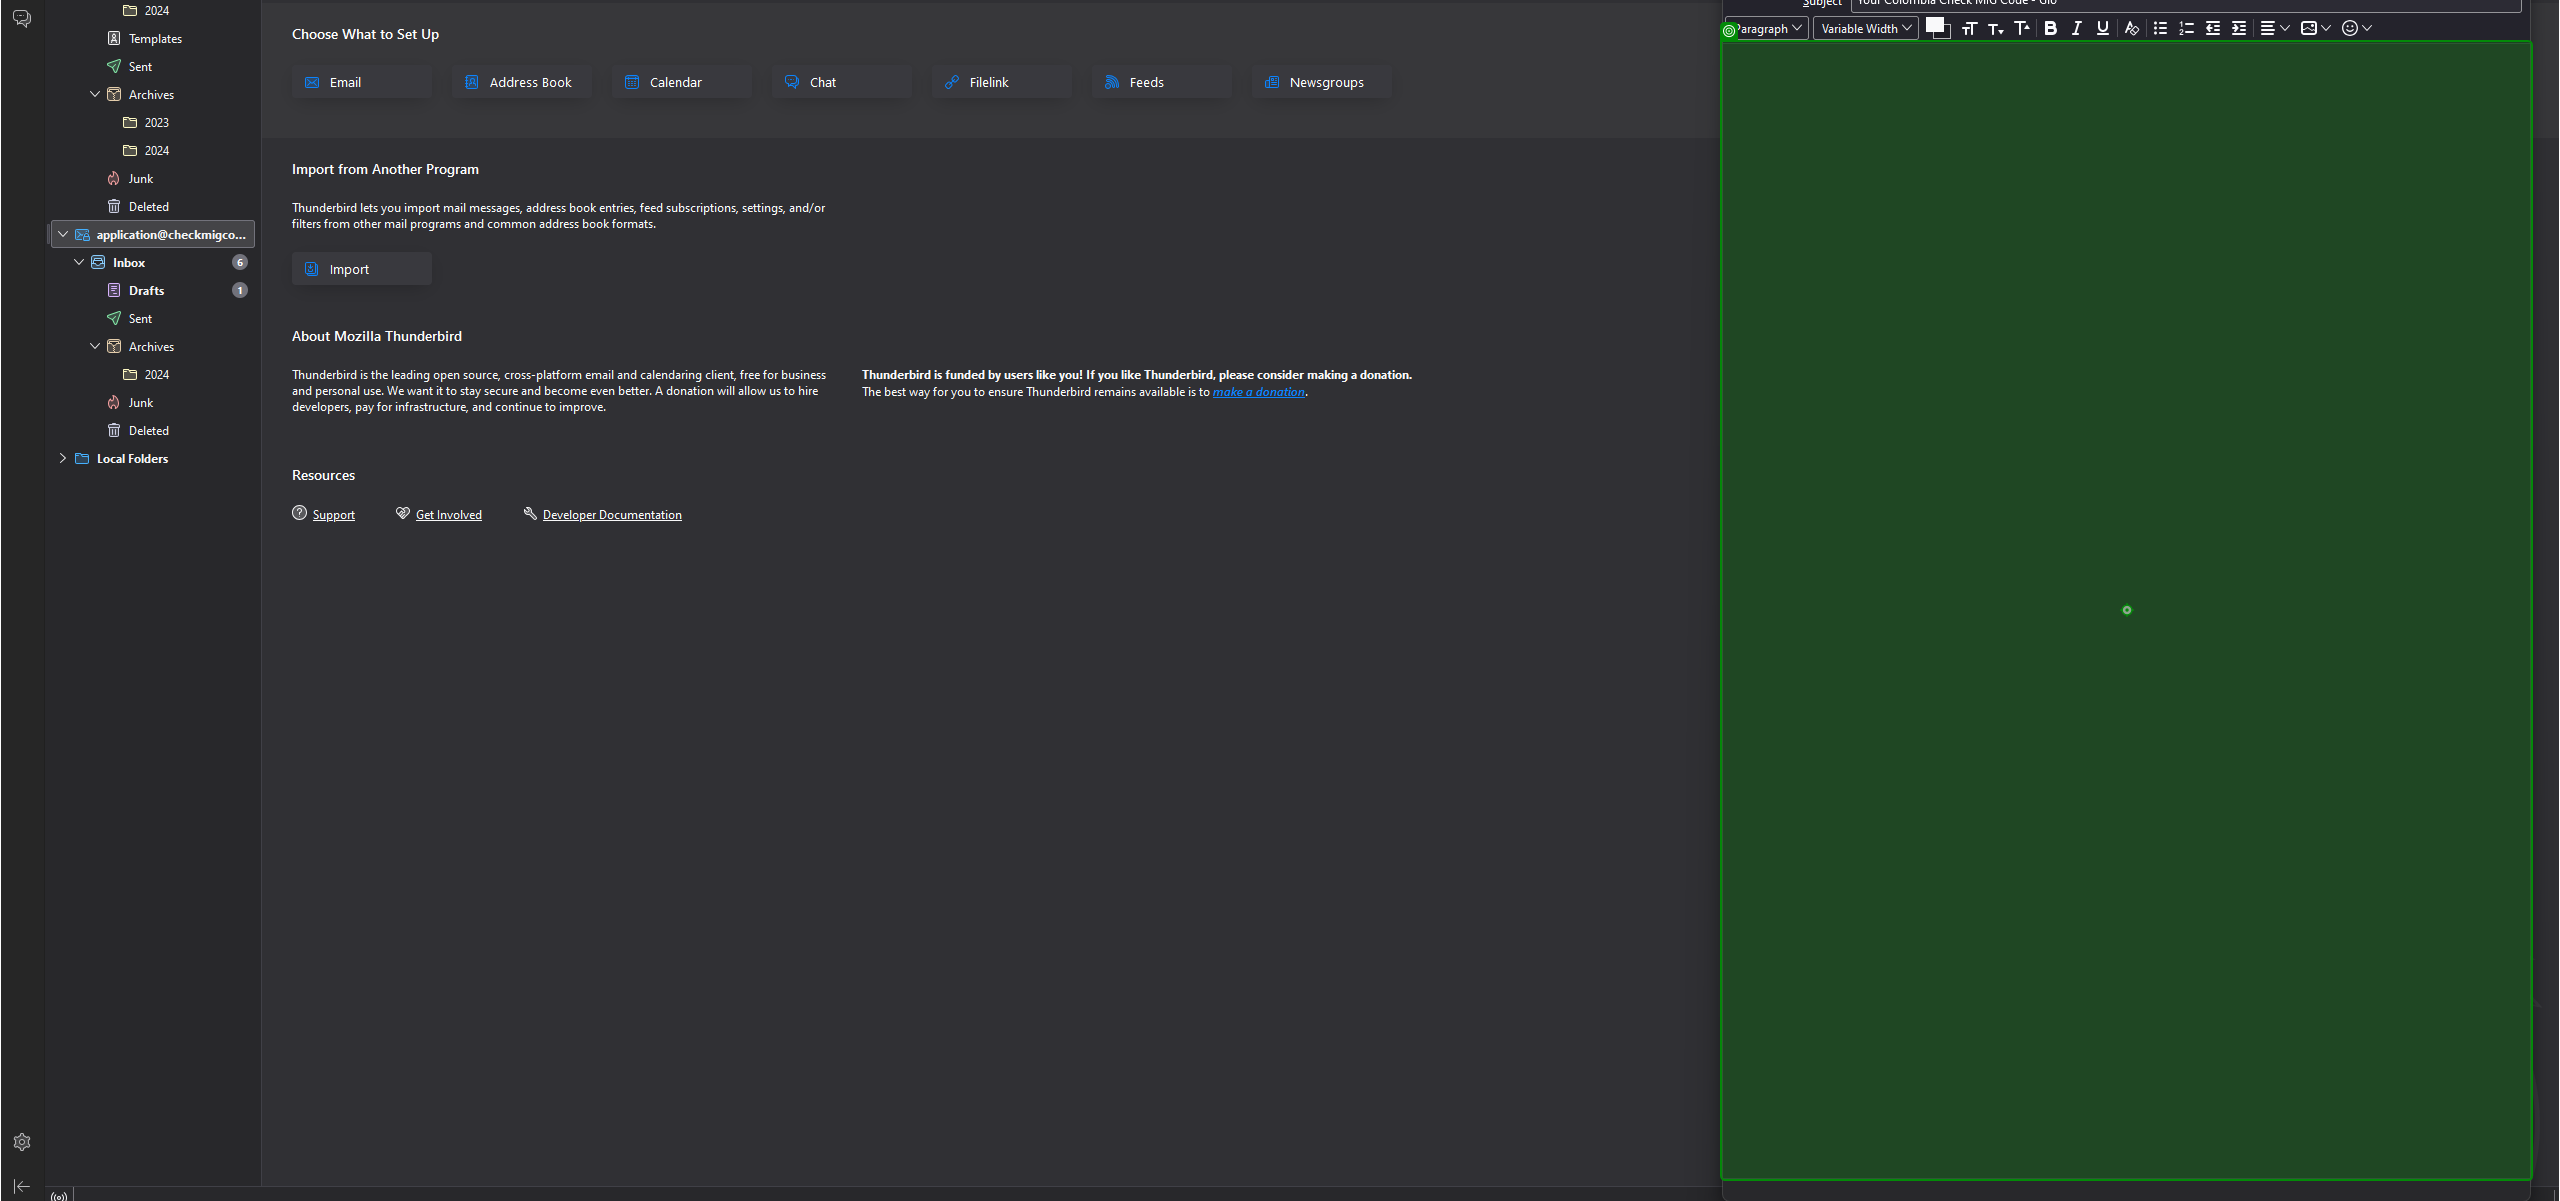 2024
Templates
Sent
Archives
2023
2024
Junk
Deleted
application@checkmigco...
Inbox 6
Drafts 1
Sent
Archives
2024
Junk
Deleted
Local Folders
Choose What to Set Up
Email
Address Book
Calendar
Chat
Filelink
Feeds
Newsgroups
Import from Another Program
Thunderbird lets you import mail messages, address book entries, feed subscriptions, settings, and/or
filters from other mail programs and common address book formats.
Import
About Mozilla Thunderbird
Thunderbird is the leading open source, cross-platform email and calendaring client, free for business
and personal use. We want it to stay secure and become even better. A donation will allow us to hire
developers, pay for infrastructure, and continue to improve.
Thunderbird is funded by users like you! If you like Thunderbird, please consider making a donation.
The best way for you to ensure Thunderbird remains available is to make a donation.
Resources
Support
Get Involved
Developer Documentation
Subject Your Colombia Check MIG Code - Glo
Paragraph
Variable Width